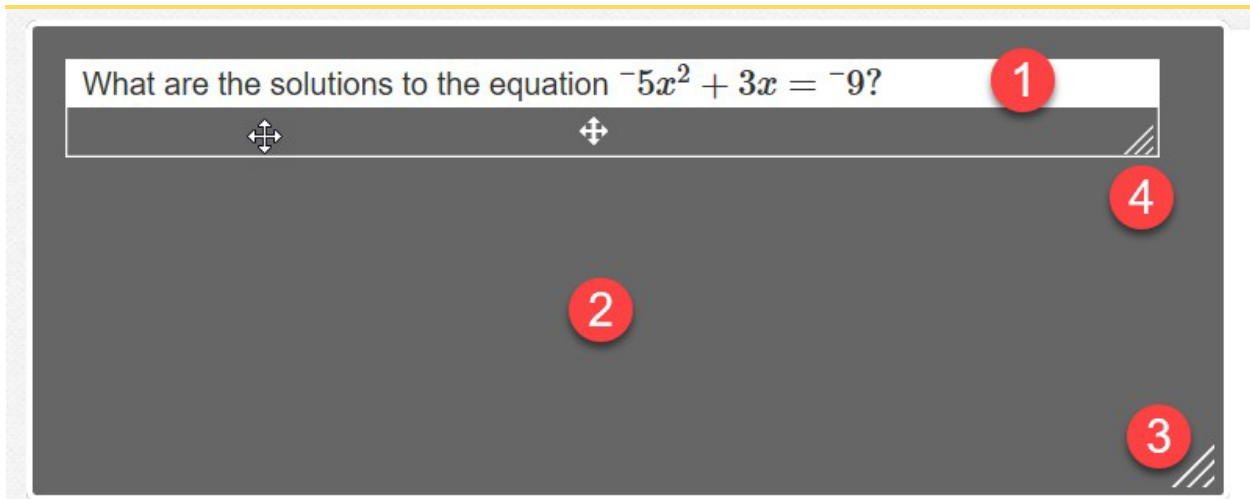 What are the solutions to the equation ⁻5x² + 3x = ⁻9?
1
4
2
3